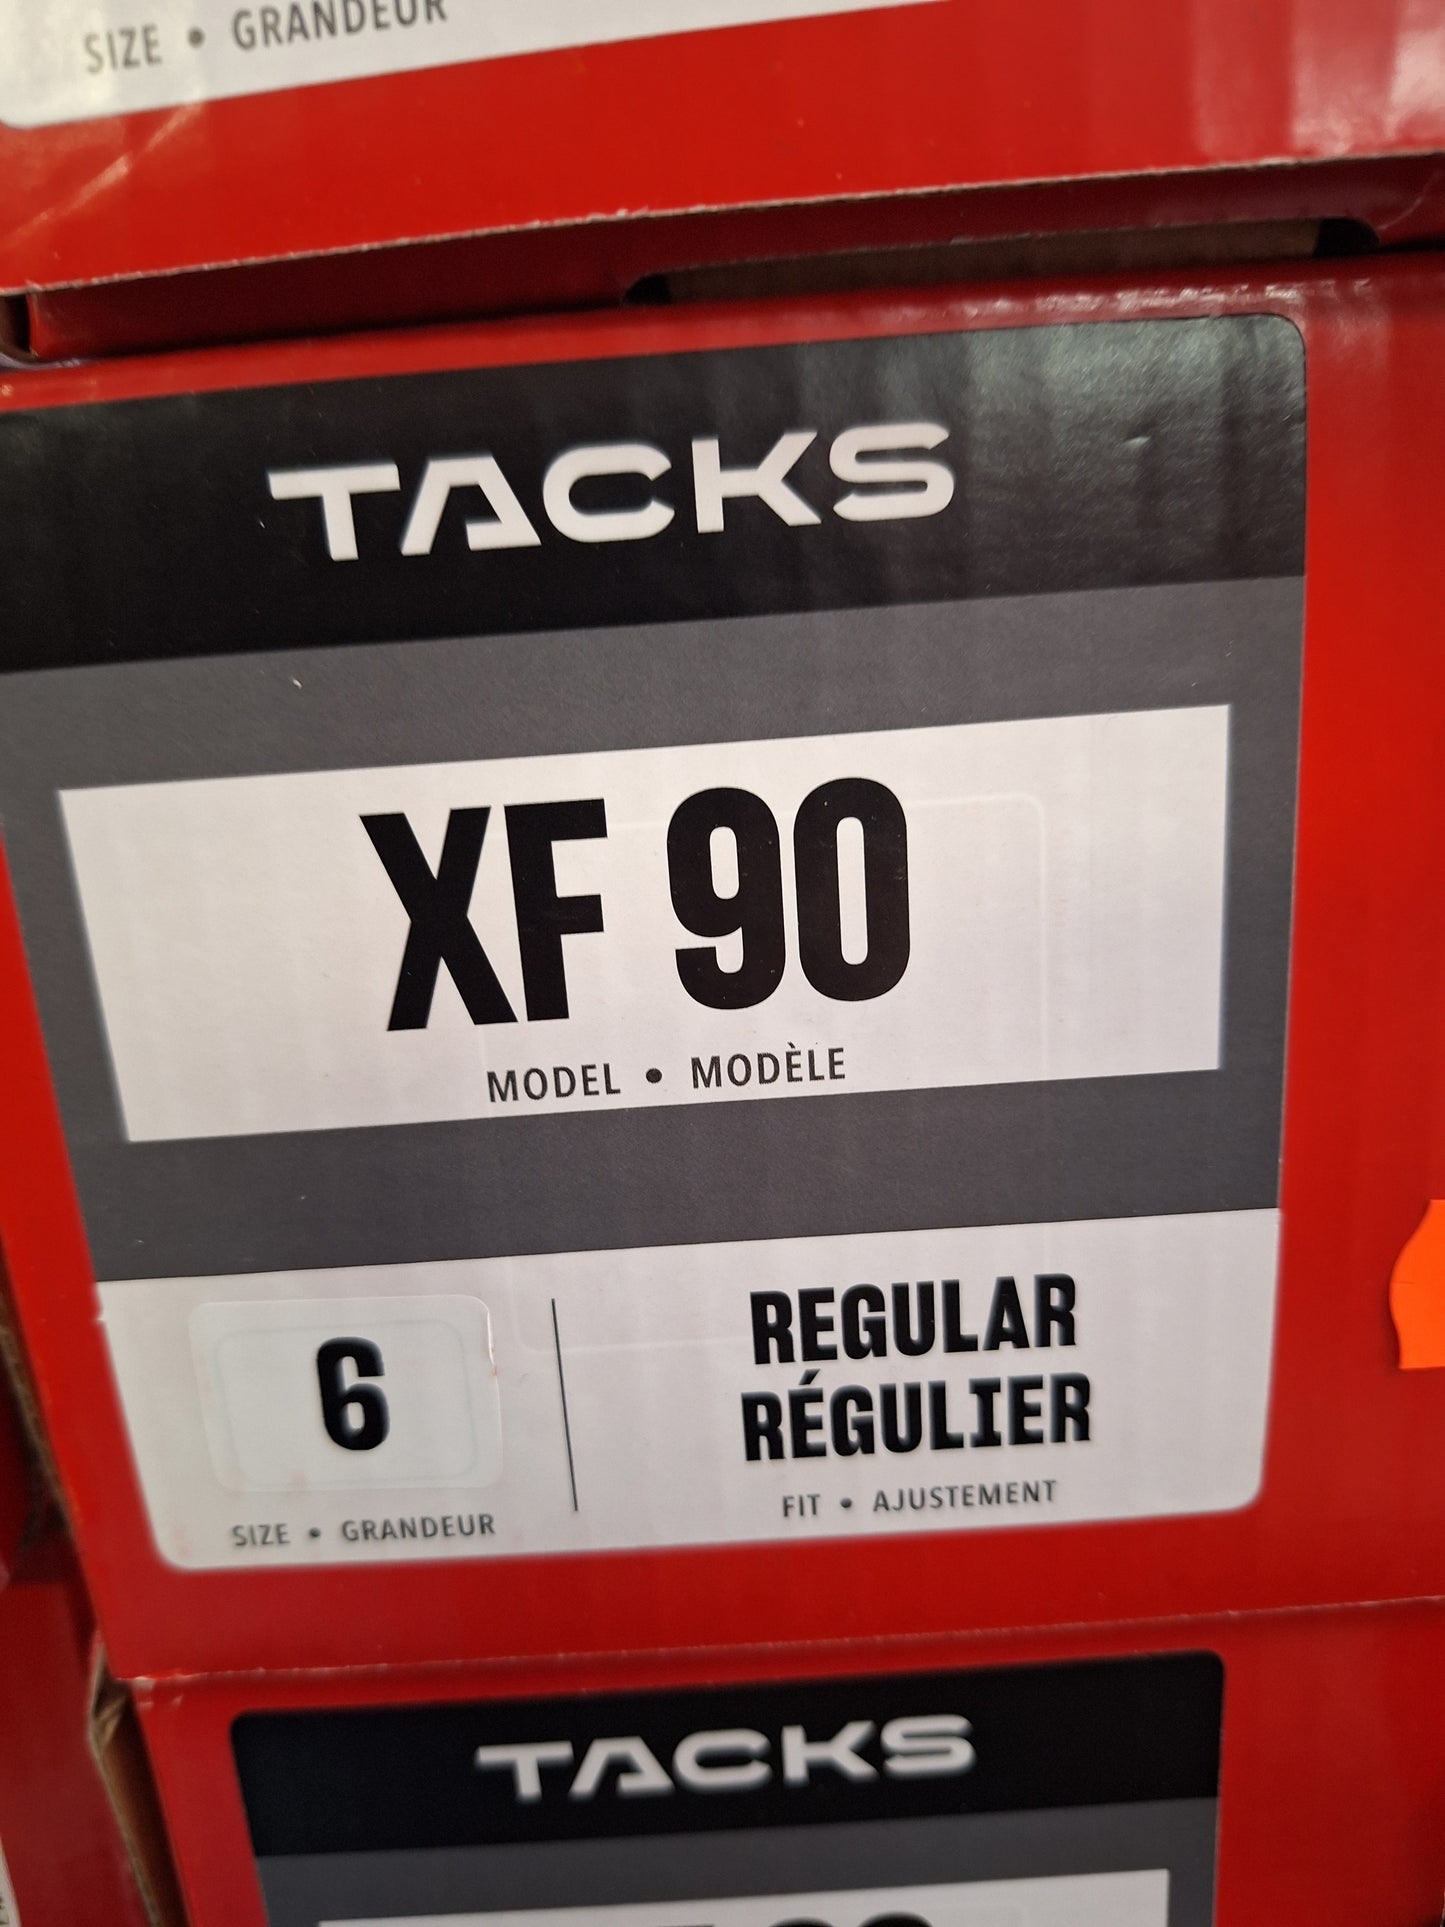 SIZE • GRANDEUR
TACKS
XF 90
MODEL • MODÈLE
6
REGULAR
RÉGULIER
SIZE • GRANDEUR
FIT • AJUSTEMENT
TACKS